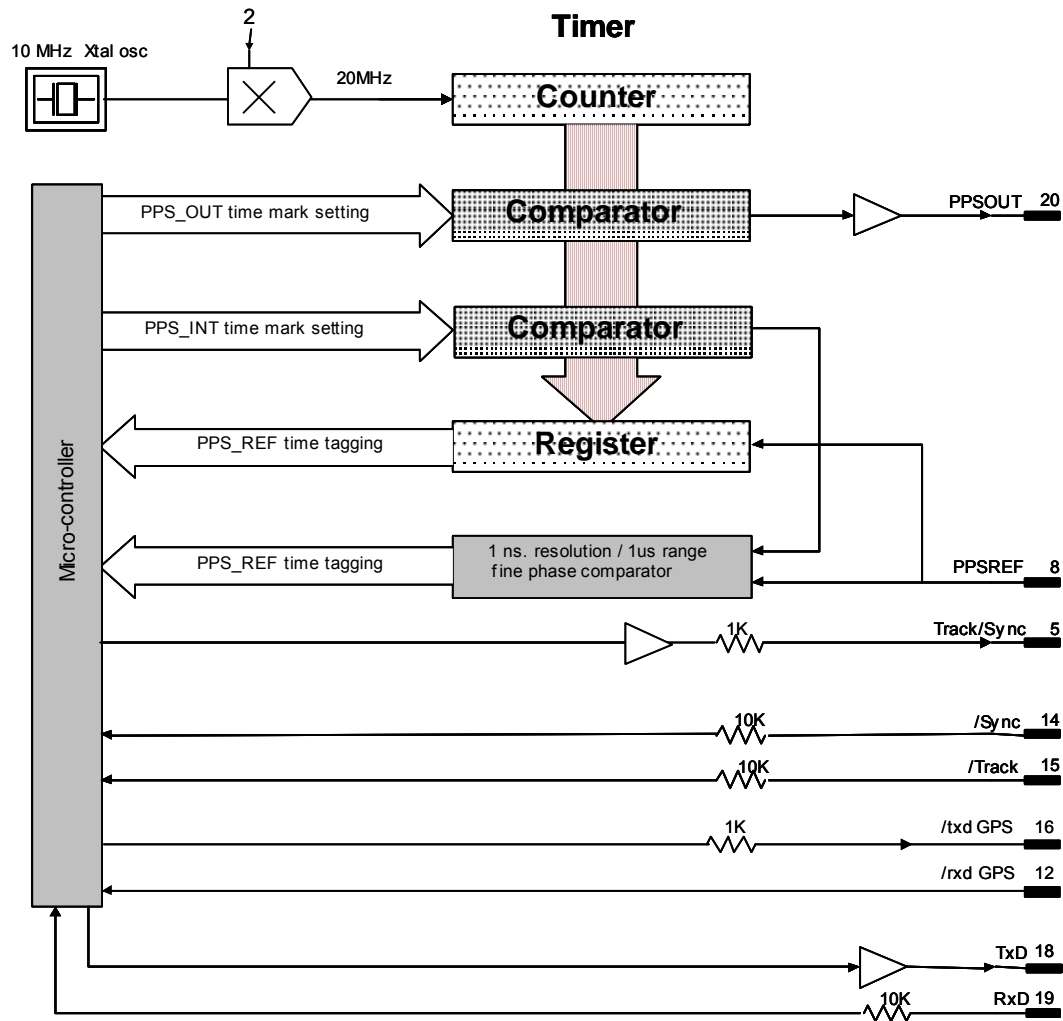 Timer
2
10 MHz Xtal osc
20MHz
Counter
PPS_OUT time mark setting
Comparator
PPSOUT 20
PPS_INT time mark setting
Comparator
Micro-controller
PPS_REF time tagging
Register
PPS_REF time tagging
1 ns. resolution / 1us range
fine phase comparator
PPSREF 8
1K
Track/Sync 5
10K
/Sync 14
10K
/Track 15
1K
/txd GPS 16
/rxd GPS 12
TxD 18
10K
RxD 19